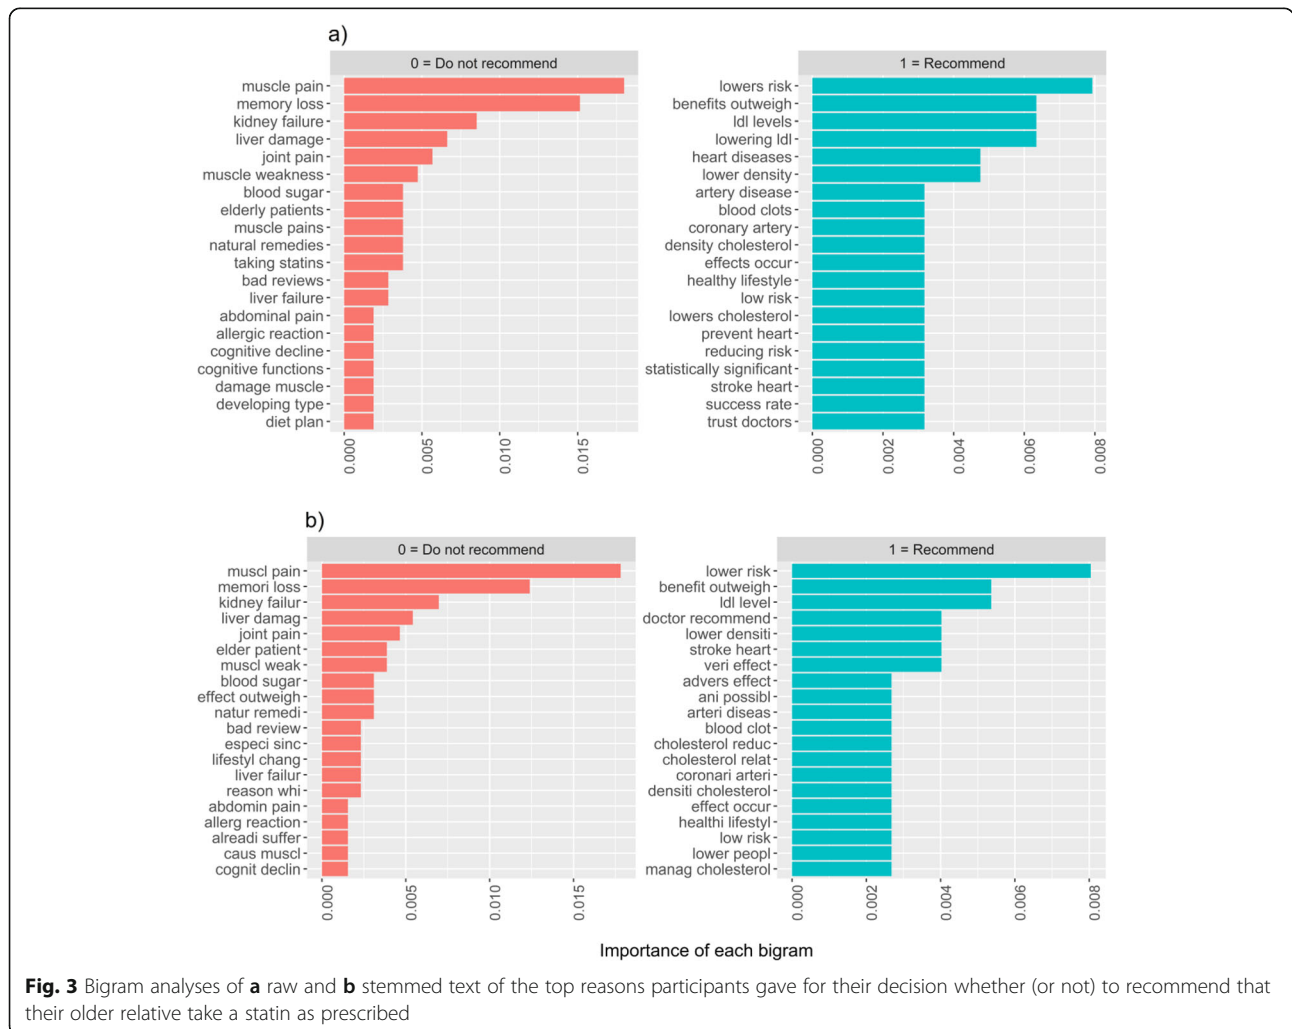 a)
0 = Do not recommend
muscle pain
memory loss
kidney failure
liver damage
joint pain
muscle weakness
blood sugar
elderly patients
muscle pains
natural remedies
taking statins
bad reviews
liver failure
abdominal pain
allergic reaction
cognitive decline
cognitive functions
damage muscle
developing type
diet plan
0.000
0.005
0.010
0.015
1 = Recommend
lowers risk
benefits outweigh
ldl levels
lowering ldl
heart diseases
lower density
artery disease
blood clots
coronary artery
density cholesterol
effects occur
healthy lifestyle
low risk
lowers cholesterol
prevent heart
reducing risk
statistically significant
stroke heart
success rate
trust doctors
0.000
0.002
0.004
0.006
0.008
b)
0 = Do not recommend
muscl pain
memori loss
kidney failur
liver damag
joint pain
elder patient
muscl weak
blood sugar
effect outweigh
natur remedi
bad review
especi sinc
lifestyl chang
liver failur
reason whi
abdomin pain
allerg reaction
alreadi suffer
caus muscl
cognit declin
0.000
0.005
0.010
0.015
1 = Recommend
lower risk
benefit outweigh
ldl level
doctor recommend
lower densiti
stroke heart
veri effect
advers effect
ani possibl
arteri diseas
blood clot
cholesterol reduc
cholesterol relat
coronari arteri
densiti cholesterol
effect occur
healthi lifestyl
low risk
lower peopl
manag cholesterol
0.000
0.002
0.004
0.006
0.008
Importance of each bigram
Fig. 3 Bigram analyses of a raw and b stemmed text of the top reasons participants gave for their decision whether (or not) to recommend that
their older relative take a statin as prescribed